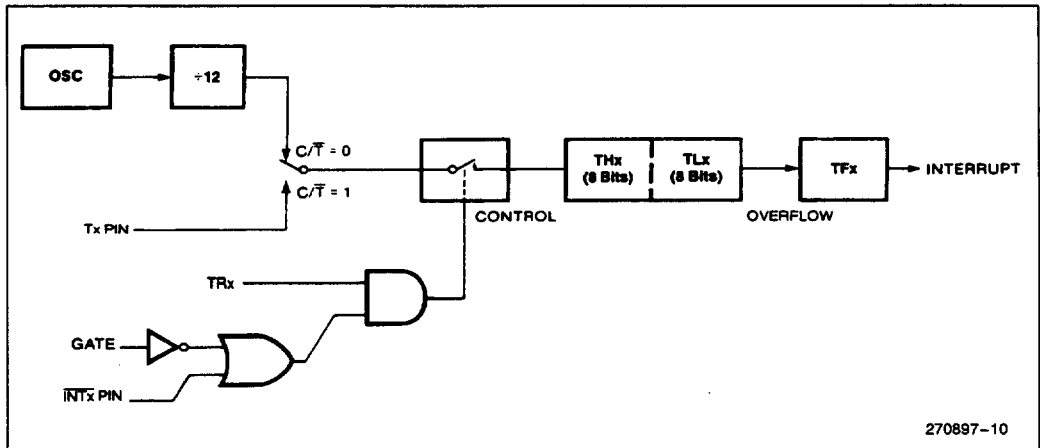 OSC
÷12
C/T̅ = 0
C/T̅ = 1
Tx PIN
CONTROL
THx
(8 Bits)
TLx
(8 Bits)
OVERFLOW
TFx
INTERRUPT
TRx
GATE
I̅N̅T̅x̅ PIN
270897-10